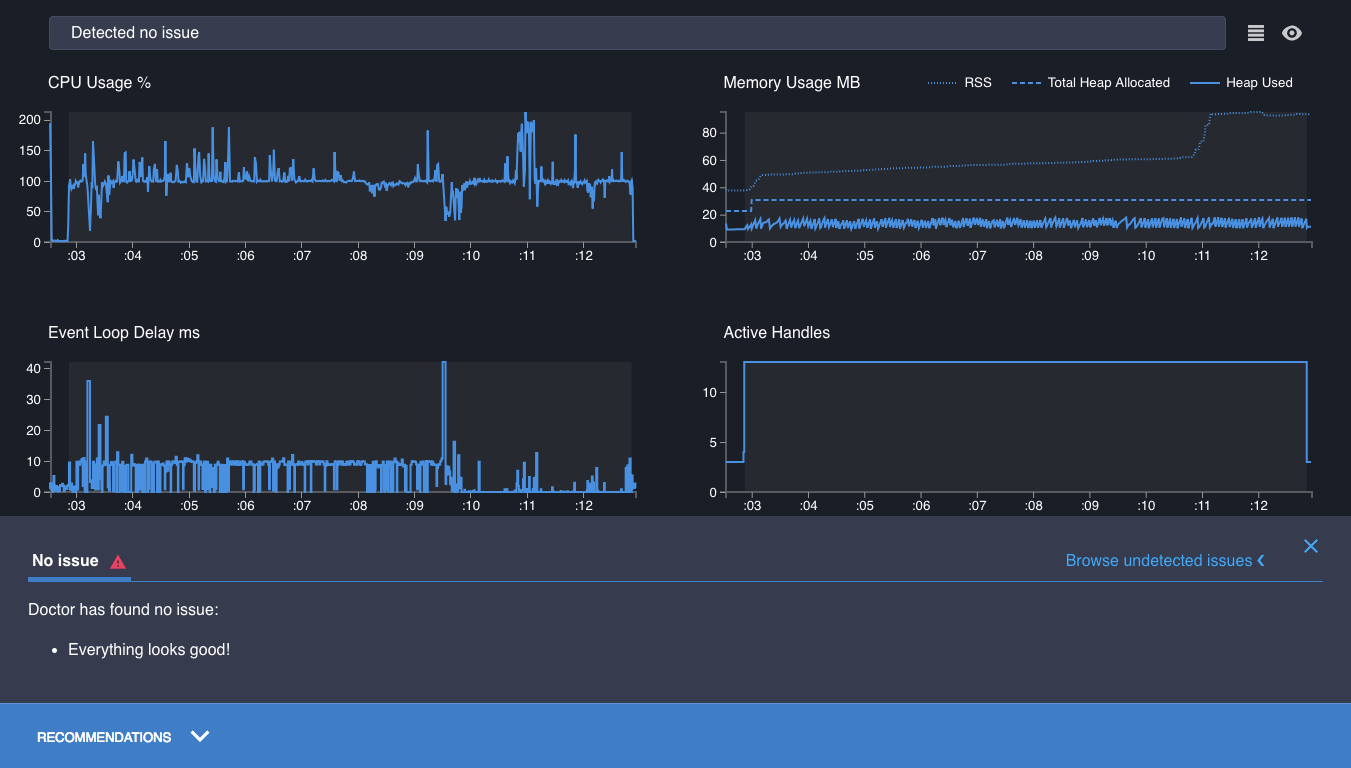 Detected no issue
CPU Usage %
200
150
100
50
0
:03 :04 :05 :06 :07 :08 :09 :10 :11 :12
Memory Usage MB
RSS Total Heap Allocated Heap Used
80
60
40
20
0
:03 :04 :05 :06 :07 :08 :09 :10 :11 :12
Event Loop Delay ms
40
30
20
10
0
:03 :04 :05 :06 :07 :08 :09 :10 :11 :12
Active Handles
10
5
0
:03 :04 :05 :06 :07 :08 :09 :10 :11 :12
No issue
Browse undetected issues
Doctor has found no issue:
• Everything looks good!
RECOMMENDATIONS